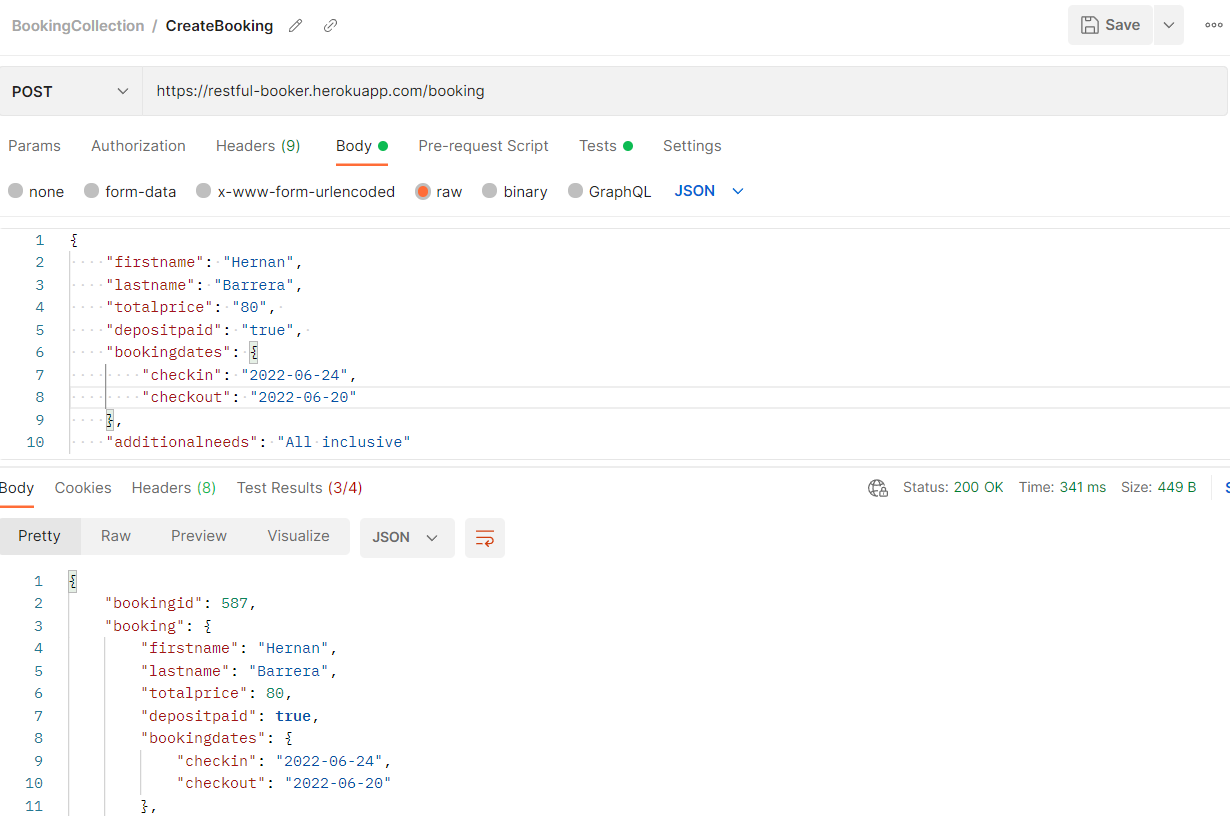 BookingCollection / CreateBooking
Save
POST
https://restful-booker.herokuapp.com/booking
Params Authorization Headers (9) Body Pre-request Script Tests Settings
none form-data x-www-form-urlencoded raw binary GraphQL JSON
1 {
2 "firstname": "Hernan",
3 "lastname": "Barrera",
4 "totalprice": "80",
5 "depositpaid": "true",
6 "bookingdates": {
7 "checkin": "2022-06-24",
8 "checkout": "2022-06-20"
9 },
10 "additionalneeds": "All inclusive"
Body Cookies Headers (8) Test Results (3/4) Status: 200 OK Time: 341 ms Size: 449 B
Pretty Raw Preview Visualize JSON
1 {
2 "bookingid": 587,
3 "booking": {
4 "firstname": "Hernan",
5 "lastname": "Barrera",
6 "totalprice": 80,
7 "depositpaid": true,
8 "bookingdates": {
9 "checkin": "2022-06-24",
10 "checkout": "2022-06-20"
11 },